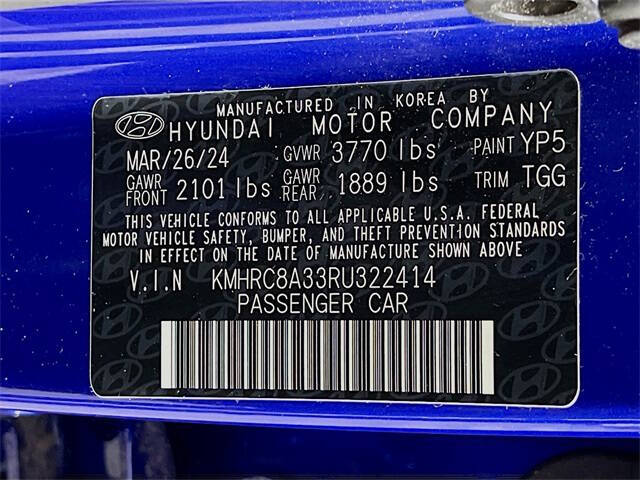 MANUFACTURED IN KOREA BY
HYUNDAI MOTOR COMPANY
MAR/26/24 GVWR 3770 lbs PAINT YP5
GAWR FRONT 2101 lbs GAWR REAR 1889 lbs TRIM TGG
THIS VEHICLE CONFORMS TO ALL APPLICABLE U.S.A. FEDERAL
MOTOR VEHICLE SAFETY, BUMPER, AND THEFT PREVENTION STANDARDS
IN EFFECT ON THE DATE OF MANUFACTURE SHOWN ABOVE
V.I.N KMHRC8A33RU322414
PASSENGER CAR